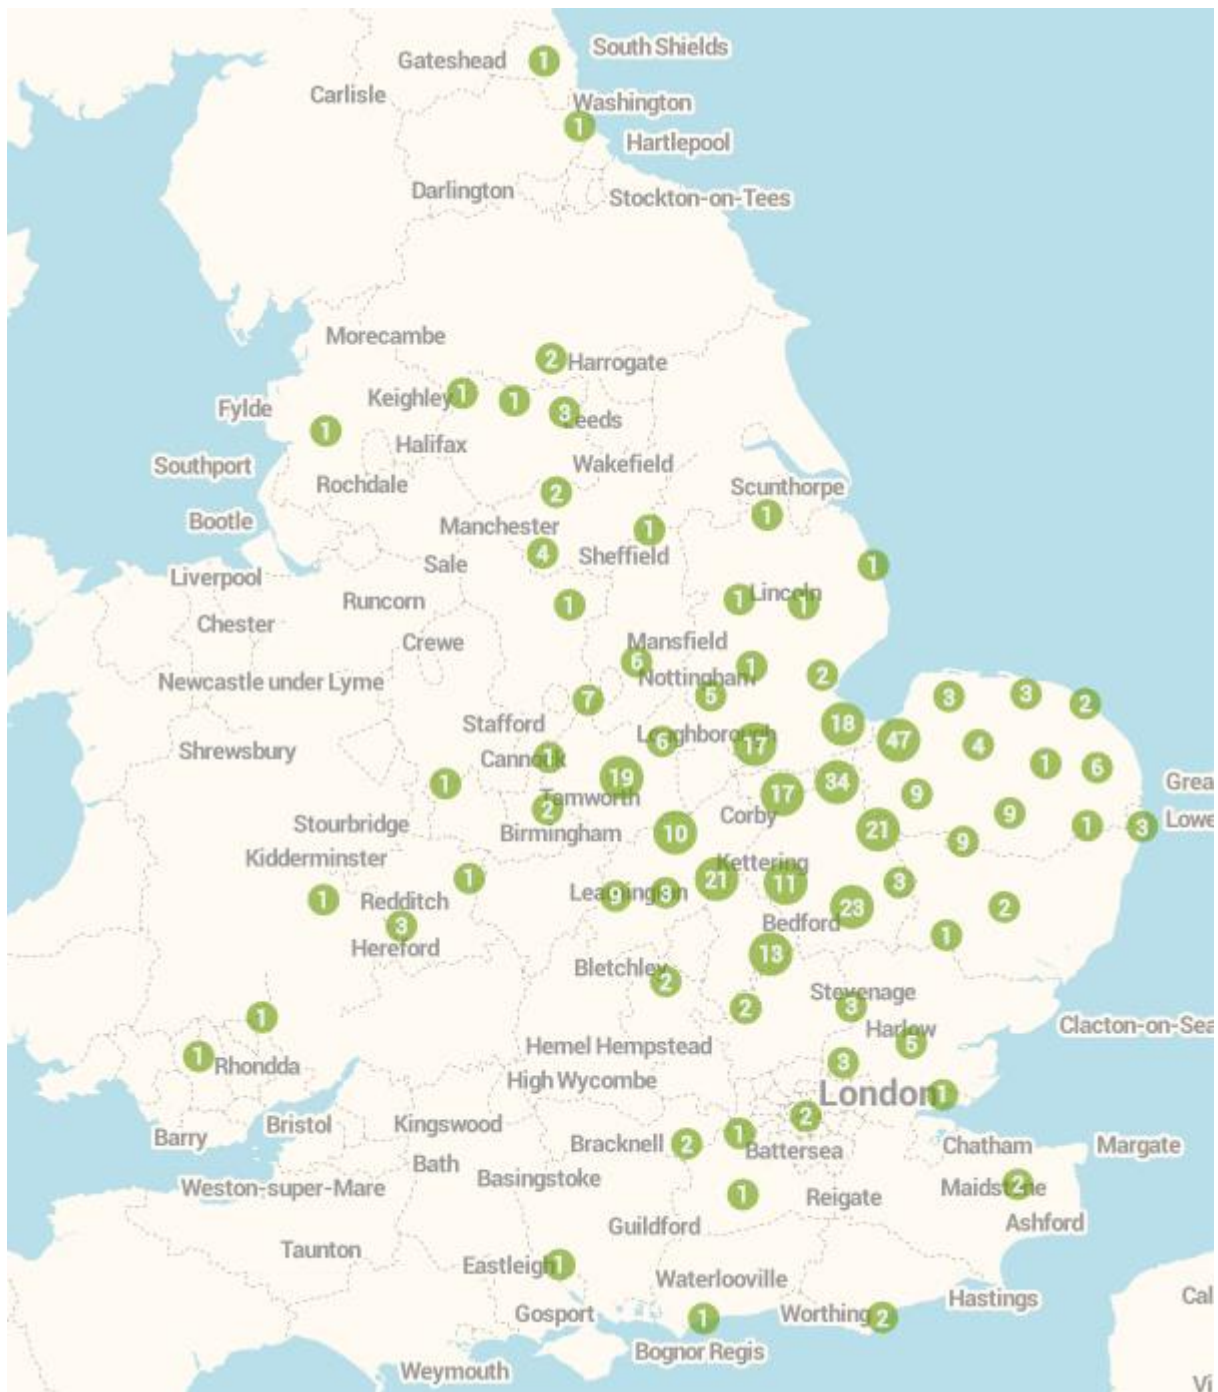 South Shields
Gateshead 1
Carlisle
Washington
1
Hartlepool
Darlington
Stockton-on-Tees
Morecambe
2 Harrogate
Keighley 1 1
Fylde
3 Leeds
1
Halifax
Southport
Wakefield
Rochdale
2
Scunthorpe
1
Bootle
Manchester
1
4
Sheffield
Sale
1
Liverpool
Runcorn
1
1 Lincoln
1
Chester
Crewe
Mansfield
6
1
Nottingham
2
Newcastle under Lyme
7
5
3
3
2
Stafford
18
Shrewsbury
6
Loughborough
17
47
4
Cannock
1
1
6
1
19
34
Grea
Tamworth
17
9
2
Corby
9
Stourbridge
Birmingham
10
21
1
3
Lowe
9
Kidderminster
Kettering
1
21
11
3
1
Redditch
Leamington
9
3
23
2
3
Bedford
1
Hereford
13
Bletchley
2
Stevenage
1
2
3
Clacton-on-Sea
Harlow
5
1
Rhondda
Hemel Hempstead
3
High Wycombe
London
1
2
Bristol
Kingswood
Barry
Bracknell
2
1
Battersea
Chatham
Margate
Bath
Basingstoke
Weston-super-Mare
1
Reigate
Maidstone
2
Guildford
Ashford
Taunton
Eastleigh
1
Waterlooville
Hastings
Cal
Gosport
1
Worthing 2
Bognor Regis
Weymouth
Vi